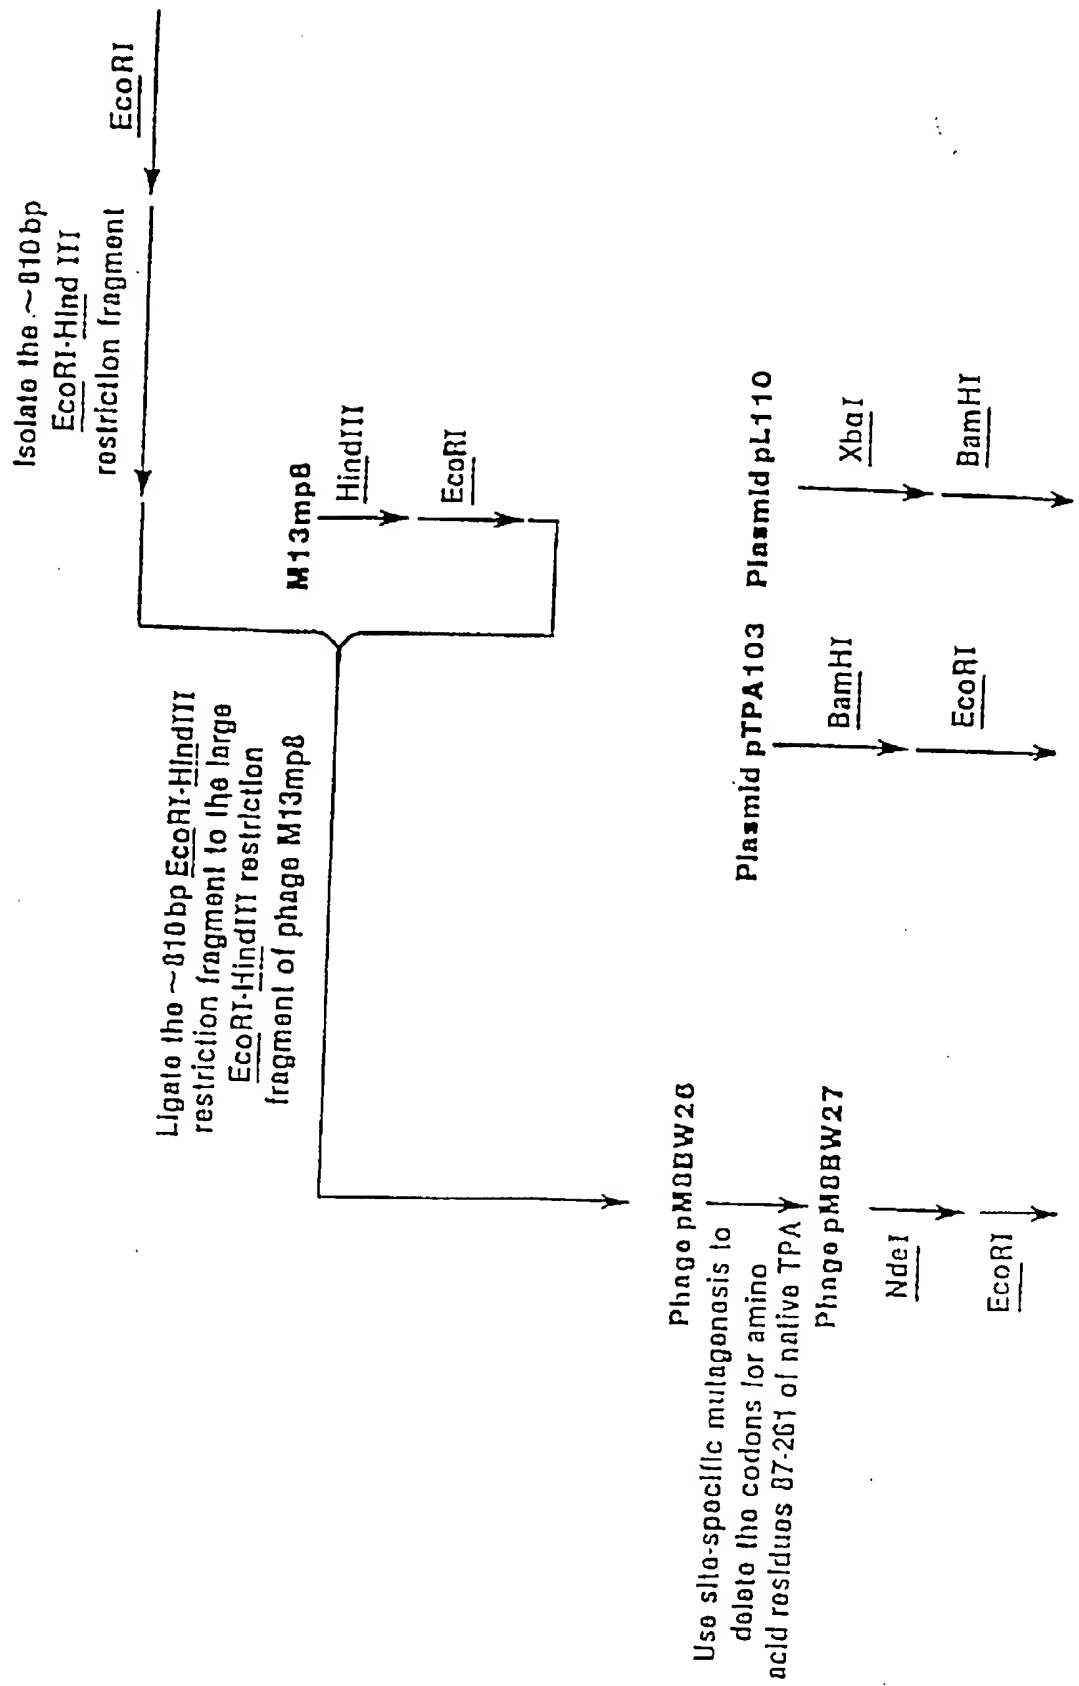 EcoRI
Isolate the ~810bp
EcoRI-Hind III
restriction fragment
M13mp8
HindIII
EcoRI
Ligate the ~810bp EcoRI-HindIII
restriction fragment to the large
EcoRI-HindIII restriction
fragment of phage M13mp8
Phage pM8BW26
Use site-specific mutagenesis to
delete the codons for amino
acid residues 87-261 of native TPA
Phage pM8BW27
NdeI
EcoRI
Plasmid pTPA103
BamHI
EcoRI
Plasmid pL110
XbaI
BamHI